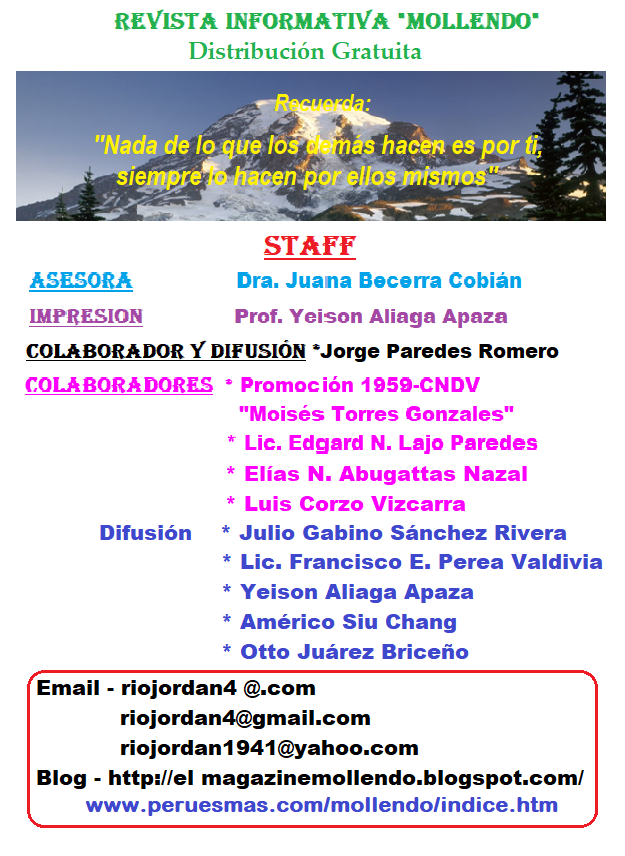 REVISTA INFORMATIVA "MOLLENDO"
Distribución Gratuita
Recuerda:
"Nada de lo que los demás hacen es por ti,
siempre lo hacen por ellos mismos"
STAFF
ASESORA Dra. Juana Becerra Cobián
IMPRESION Prof. Yeison Aliaga Apaza
COLABORADOR Y DIFUSIÓN *Jorge Paredes Romero
COLABORADORES * Promoción 1959-CNDV
"Moisés Torres Gonzales"
* Lic. Edgard N. Lajo Paredes
* Elías N. Abugattas Nazal
* Luis Corzo Vizcarra
Difusión * Julio Gabino Sánchez Rivera
* Lic. Francisco E. Perea Valdivia
* Yeison Aliaga Apaza
* Américo Siu Chang
* Otto Juárez Briceño
Email - riojordan4 @.com
riojordan4@gmail.com
riojordan1941@yahoo.com
Blog - http://el magazinemollendo.blogspot.com/
www.peruesmas.com/mollendo/indice.htm